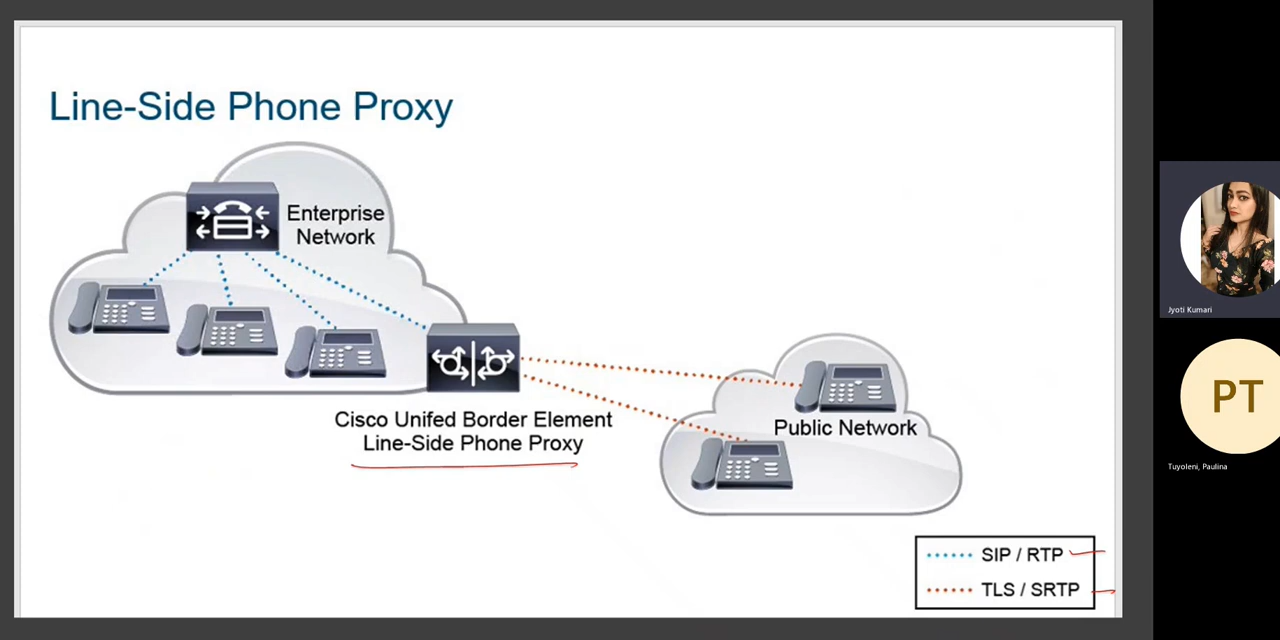 Line-Side Phone Proxy
Enterprise
Network
Cisco Unifed Border Element
Line-Side Phone Proxy
Public Network
SIP / RTP
TLS / SRTP
Jyoti Kumari
PT
Tuyoleni, Paulina